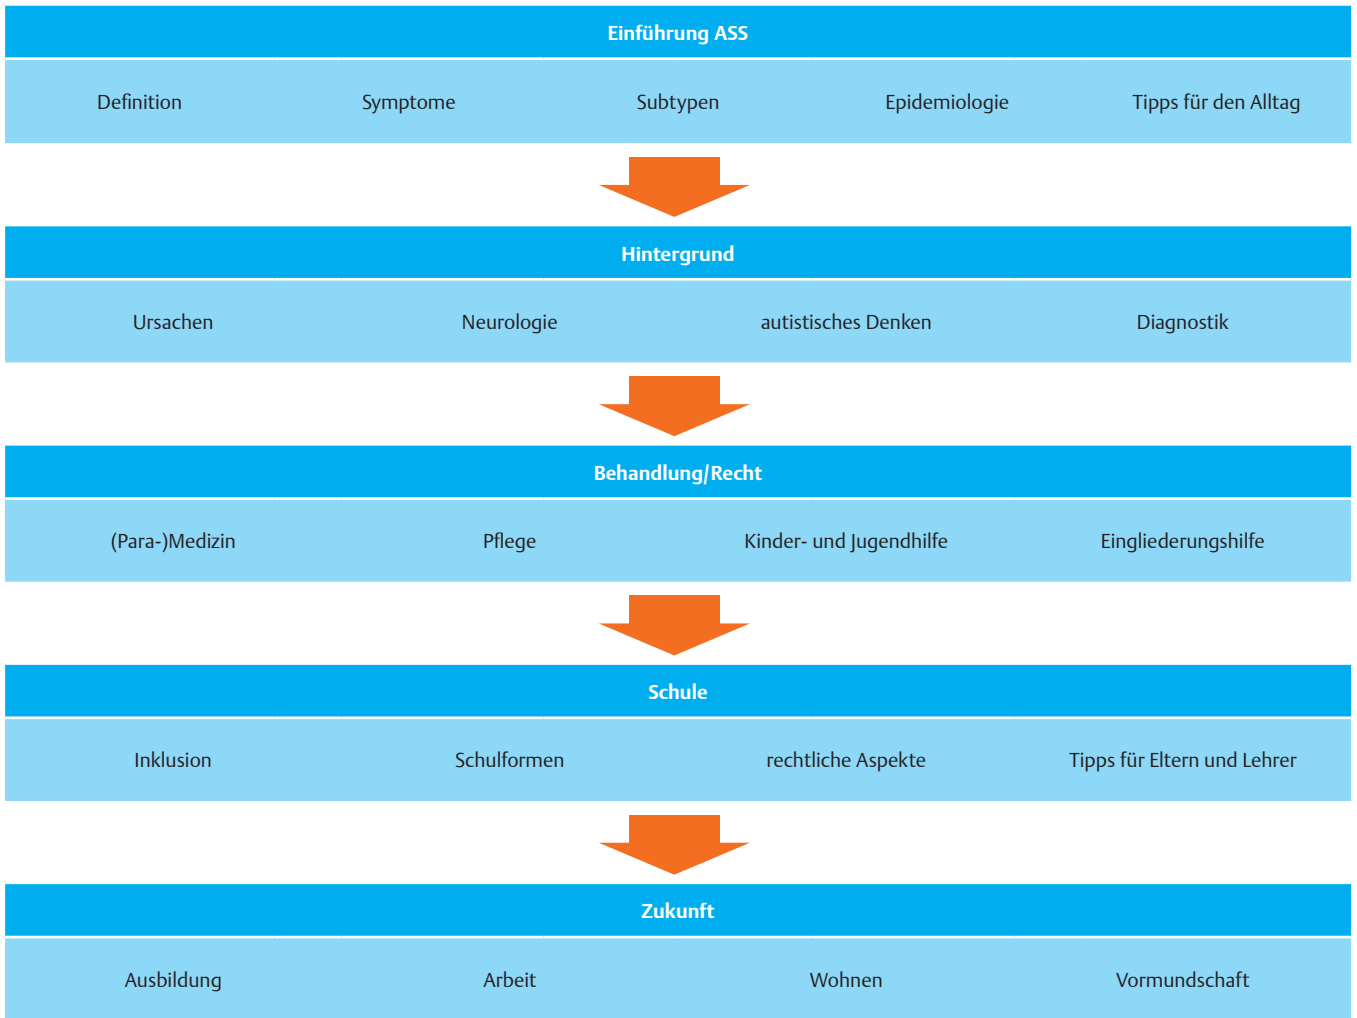 Einführung ASS
Definition Symptome Subtypen Epidemiologie Tipps für den Alltag
Hintergrund
Ursachen Neurologie autistisches Denken Diagnostik
Behandlung/Recht
(Para-)Medizin Pflege Kinder- und Jugendhilfe Eingliederungshilfe
Schule
Inklusion Schulformen rechtliche Aspekte Tipps für Eltern und Lehrer
Zukunft
Ausbildung Arbeit Wohnen Vormundschaft